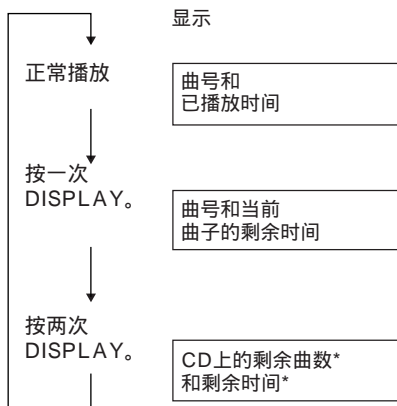 显示
正常播放
曲号和
已播放时间
按一次
DISPLAY。
曲号和当前
曲子的剩余时间
按两次
DISPLAY。
CD上的剩余曲数*
和剩余时间*